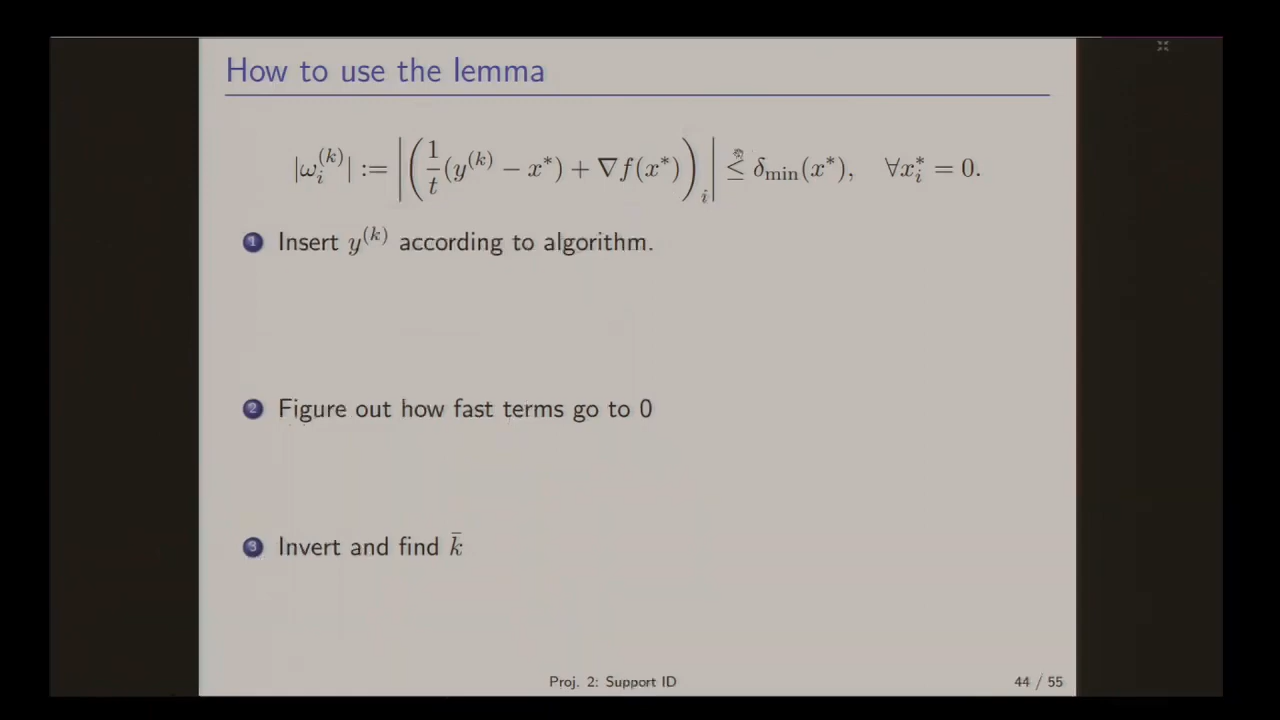 How to use the lemma
|ω_i^{(k)}| := |(1/t (y^{(k)} − x^*) + ∇f(x^*))_i| ≤^? δ_min(x^*), ∀x_i^* = 0.
1 Insert y^{(k)} according to algorithm.
2 Figure out how fast terms go to 0
3 Invert and find k̄
Proj. 2: Support ID
44 / 55